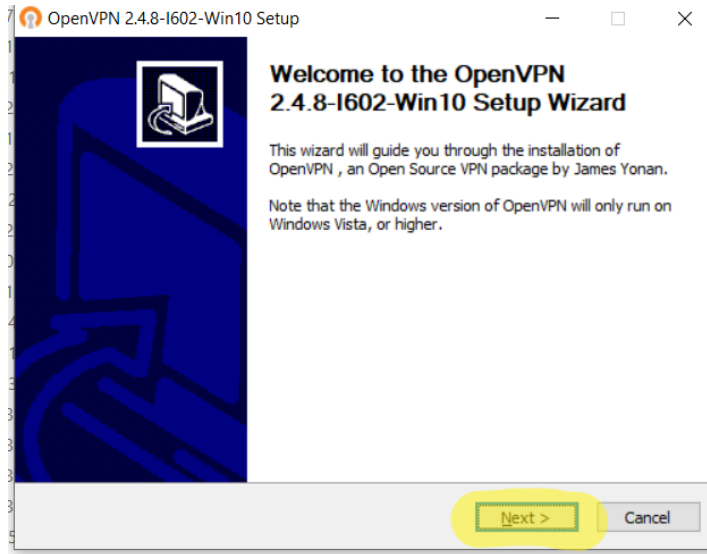 OpenVPN 2.4.8-I602-Win10 Setup
Welcome to the OpenVPN
2.4.8-I602-Win10 Setup Wizard
This wizard will guide you through the installation of
OpenVPN , an Open Source VPN package by James Yonan.
Note that the Windows version of OpenVPN will only run on
Windows Vista, or higher.
Next >
Cancel